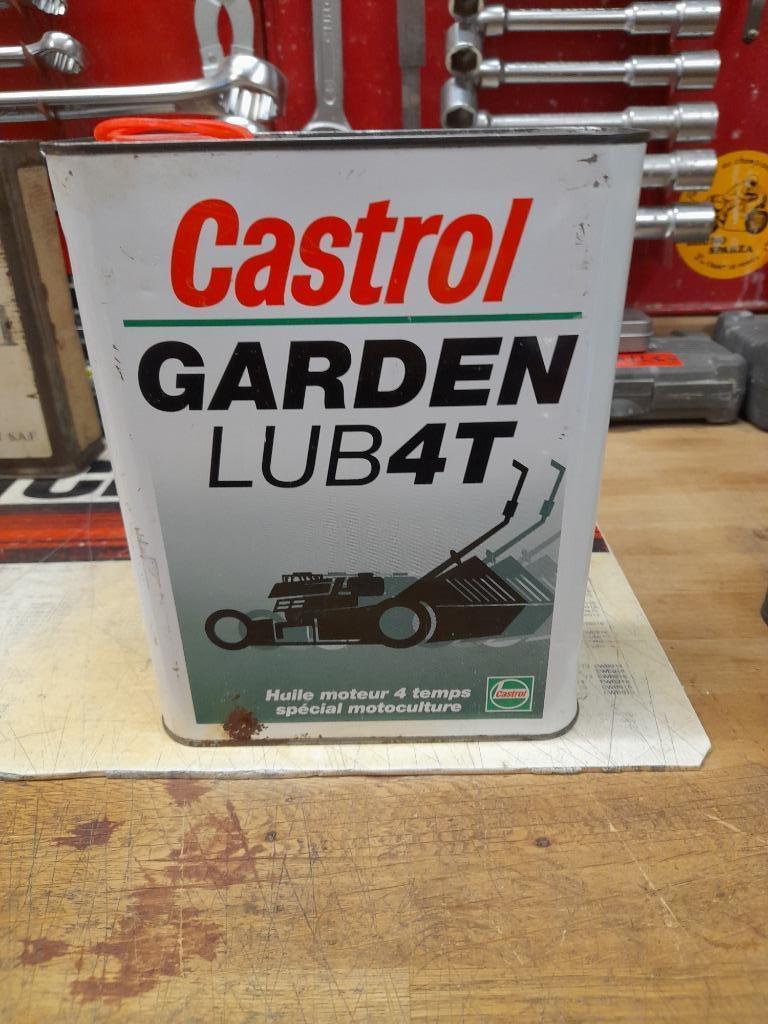 Castrol
GARDEN
LUB4T
Huile moteur 4 temps
spécial motoculture
Castrol
S.A.F